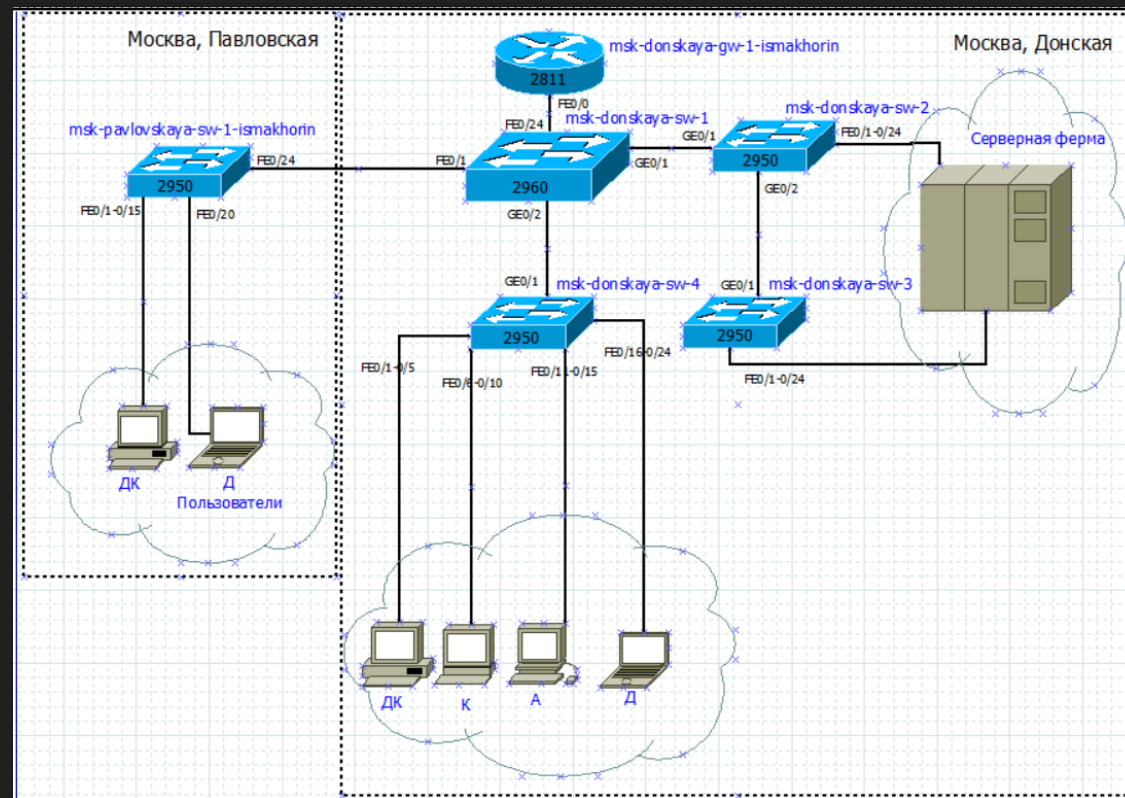 Москва, Павловская
Москва, Донская
msk-donskaya-gw-1-ismakhorin
2811
FE0/0
FE0/24
msk-donskaya-sw-1
msk-donskaya-sw-2
msk-pavlovskaya-sw-1-ismakhorin
GE0/1
FE0/1-0/24
Серверная ферма
FE0/24
FE0/1
GE0/1
2950
2960
2950
GE0/2
FE0/1-0/15
FE0/20
GE0/2
GE0/1
msk-donskaya-sw-4
GE0/1
msk-donskaya-sw-3
2950
2950
FE0/16-0/24
FE0/1-0/5
FE0/6-0/10
FE0/11-0/15
FE0/1-0/24
ДК
Д
Пользователи
ДК
К
А
Д